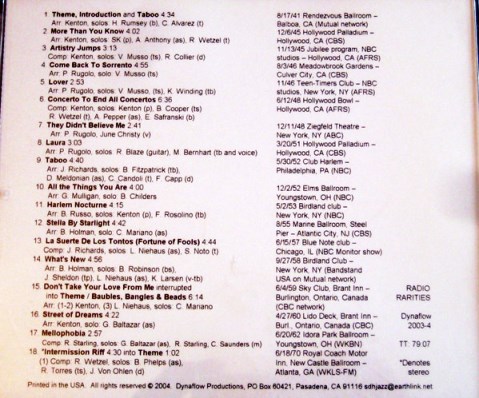 1 Theme, Introduction and Taboo 4:34
Arr. Kenton, solos: H. Rumsey (b), C. Alvarez (t)
2 More Than You Know 4:02
Arr. Kenton, solos: SK (p), A. Anthony (as), R. Wetzel (t)
3 Artistry Jumps 3:13
Comp: Kenton, solos: V. Musso (ts), R. Collier (d)
4 Come Back To Sorrento 4:55
Arr: P. Rugolo, solo: V. Musso (ts)
5 Lover 2:53
Arr: P. Rugolo, solos: V. Musso, (ts), K. Winding (tb)
6 Concerto To End All Concertos 6:36
Comp: Kenton, solos: Kenton (p), B. Cooper (ts)
R. Wetzel (t), A. Pepper (as), E. Safranski (b)
7 They Didn't Believe Me 2:41
Arr: P. Rugolo, June Christy (v)
8 Laura 3:03
Arr: P. Rugolo, solos: R. Blaze (guitar), M. Bernhart (tb and voice)
9 Taboo 4:40
Arr: J. Richards, solos: B. Fitzpatrick (tb),
D. Meldonian (as), C. Candoli (t), F. Capp (d)
10 All the Things You Are 4:00
Arr: G. Mulligan, solo: B. Childers
11 Harlem Nocturne 4:15
Arr: B. Russo, solos: Kenton (p), F. Rosolino (tb)
12 Stella By Starlight 4:42
Arr: B. Holman, solo: C. Mariano (as)
13 La Suerte De Los Tontos (Fortune of Fools) 4:44
Comp: J. Richards, solos: L. Niehaus (as), S. Noto (t)
14 What's New 4:56
Arr: B. Holman, solos: B. Robinson (bs),
J. Sheldon (tp), L. Niehaus (as), K. Larsen (v-tb)
15 Don't Take Your Love From Me interrupted
into Theme / Baubles, Bangles & Beads 6:14
Arr: (1-2) Kenton, (3) L. Niehaus, solos: C. Mariano
16 Street of Dreams 4:22
Arr: Kenton, solo: G. Baltazar (as)
17 Mellophobia 2:57
Comp: R. Starling, solos: G. Baltazar (as), R. Starling, C. Saunders (m)
18 *Intermission Riff 4:30 into Theme 1:02
(1) Comp: R. Wetzel, solos: B. Phelps (as),
R. Torres (ts), J. Von Ohlen (d)
8/17/41 Rendezvous Ballroom –
Balboa, CA (Mutual network)
12/6/45 Hollywood Palladium -
Hollywood, CA (CBS)
11/13/45 Jubilee program, NBC
studios – Hollywood, CA (AFRS)
8/3/46 Meadowbrook Gardens –
Culver City, CA (CBS)
11/46 Teen-Timers Club – NBC
studios, New York, NY (AFRS)
6/12/48 Hollywood Bowl –
Hollywood, CA (AFRS)
12/11/48 Ziegfeld Theatre –
New York, NY (ABC)
3/20/51 Hollywood Palladium –
Hollywood, CA (CBS)
5/30/52 Club Harlem –
Philadelphia, PA (NBC)
12/2/52 Elms Ballroom –
Youngstown, OH (NBC)
5/2/53 Birdland club –
New York, NY (NBC)
8/55 Marine Ballroom, Steel
Pier – Atlantic City, NJ (CBS)
6/15/57 Blue Note club –
Chicago, IL (NBC Monitor show)
9/27/58 Birdland –
New York, NY (Bandstand
USA on Mutual network)
6/4/59 Sky Club, Brant Inn –
Burlington, Ontario, Canada
(CBC network)
4/27/60 Lido Deck, Brant Inn –
Burl., Ontario, Canada (CBC)
6/20/62 Idora Park Ballroom –
Youngstown, OH (WKBN)
6/18/70 Royal Coach Motor
Inn, New Castle Ballroom –
Atlanta, GA (WKLS-FM)
RADIO
RARITIES
Dynaflow
2003-4
TT: 79:07
*Denotes
stereo
Printed in the USA. All rights reserved © 2004. Dynaflow Productions, PO Box 60421, Pasadena, CA 91116 sdhjazz@earthlink.net